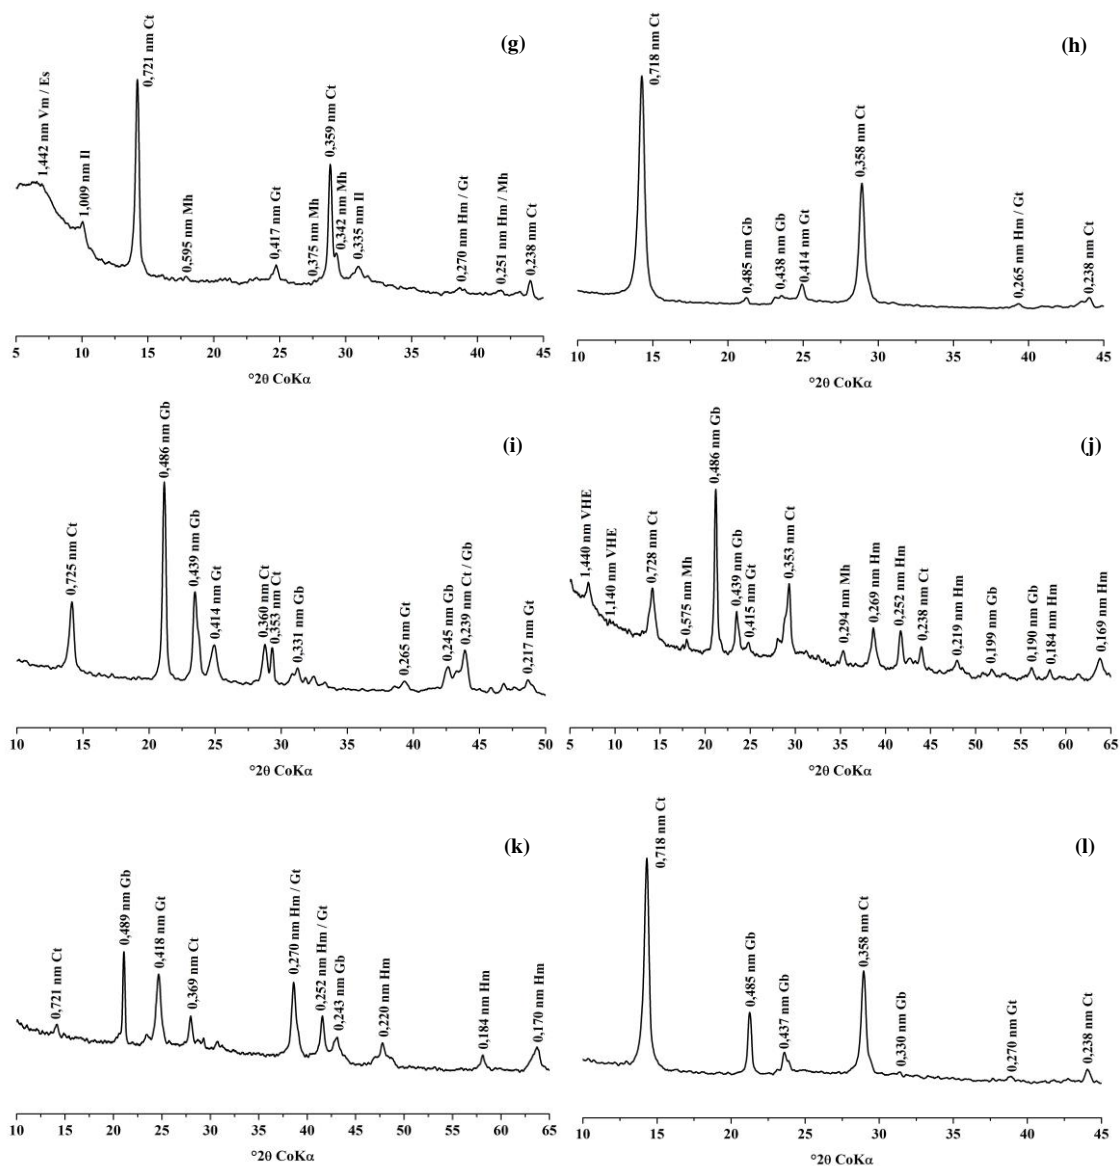 (g)
1,442 nm Vm / Es
1,009 nm Il
0,721 nm Ct
0,595 nm Mh
0,417 nm Gt
0,375 nm Mh
0,359 nm Ct
0,342 nm Mh
0,335 nm Il
0,270 nm Hm / Gt
0,251 nm Hm / Mh
0,238 nm Ct
5 10 15 20 25 30 35 40 45
°2θ CoKα
(h)
0,718 nm Ct
0,485 nm Gb
0,438 nm Gb
0,414 nm Gt
0,358 nm Ct
0,265 nm Hm / Gt
0,238 nm Ct
10 15 20 25 30 35 40 45
°2θ CoKα
(i)
0,725 nm Ct
0,486 nm Gb
0,439 nm Gb
0,414 nm Gt
0,360 nm Ct
0,353 nm Ct
0,331 nm Gb
0,265 nm Gt
0,245 nm Gb
0,239 nm Ct / Gb
0,217 nm Gt
10 15 20 25 30 35 40 45 50
°2θ CoKα
(j)
1,440 nm VHE
1,140 nm VHE
0,728 nm Ct
0,575 nm Mh
0,486 nm Gb
0,439 nm Gb
0,415 nm Gt
0,353 nm Ct
0,294 nm Mh
0,269 nm Hm
0,252 nm Hm
0,238 nm Ct
0,219 nm Hm
0,199 nm Gb
0,190 nm Gb
0,184 nm Hm
0,169 nm Hm
5 10 15 20 25 30 35 40 45 50 55 60 65
°2θ CoKα
(k)
0,721 nm Ct
0,489 nm Gb
0,418 nm Gt
0,369 nm Ct
0,270 nm Hm / Gt
0,252 nm Hm / Gt
0,243 nm Gb
0,220 nm Hm
0,184 nm Hm
0,170 nm Hm
10 15 20 25 30 35 40 45 50 55 60 65
°2θ CoKα
(l)
0,718 nm Ct
0,485 nm Gb
0,437 nm Gb
0,358 nm Ct
0,330 nm Gb
0,270 nm Gt
0,238 nm Ct
10 15 20 25 30 35 40 45
°2θ CoKα